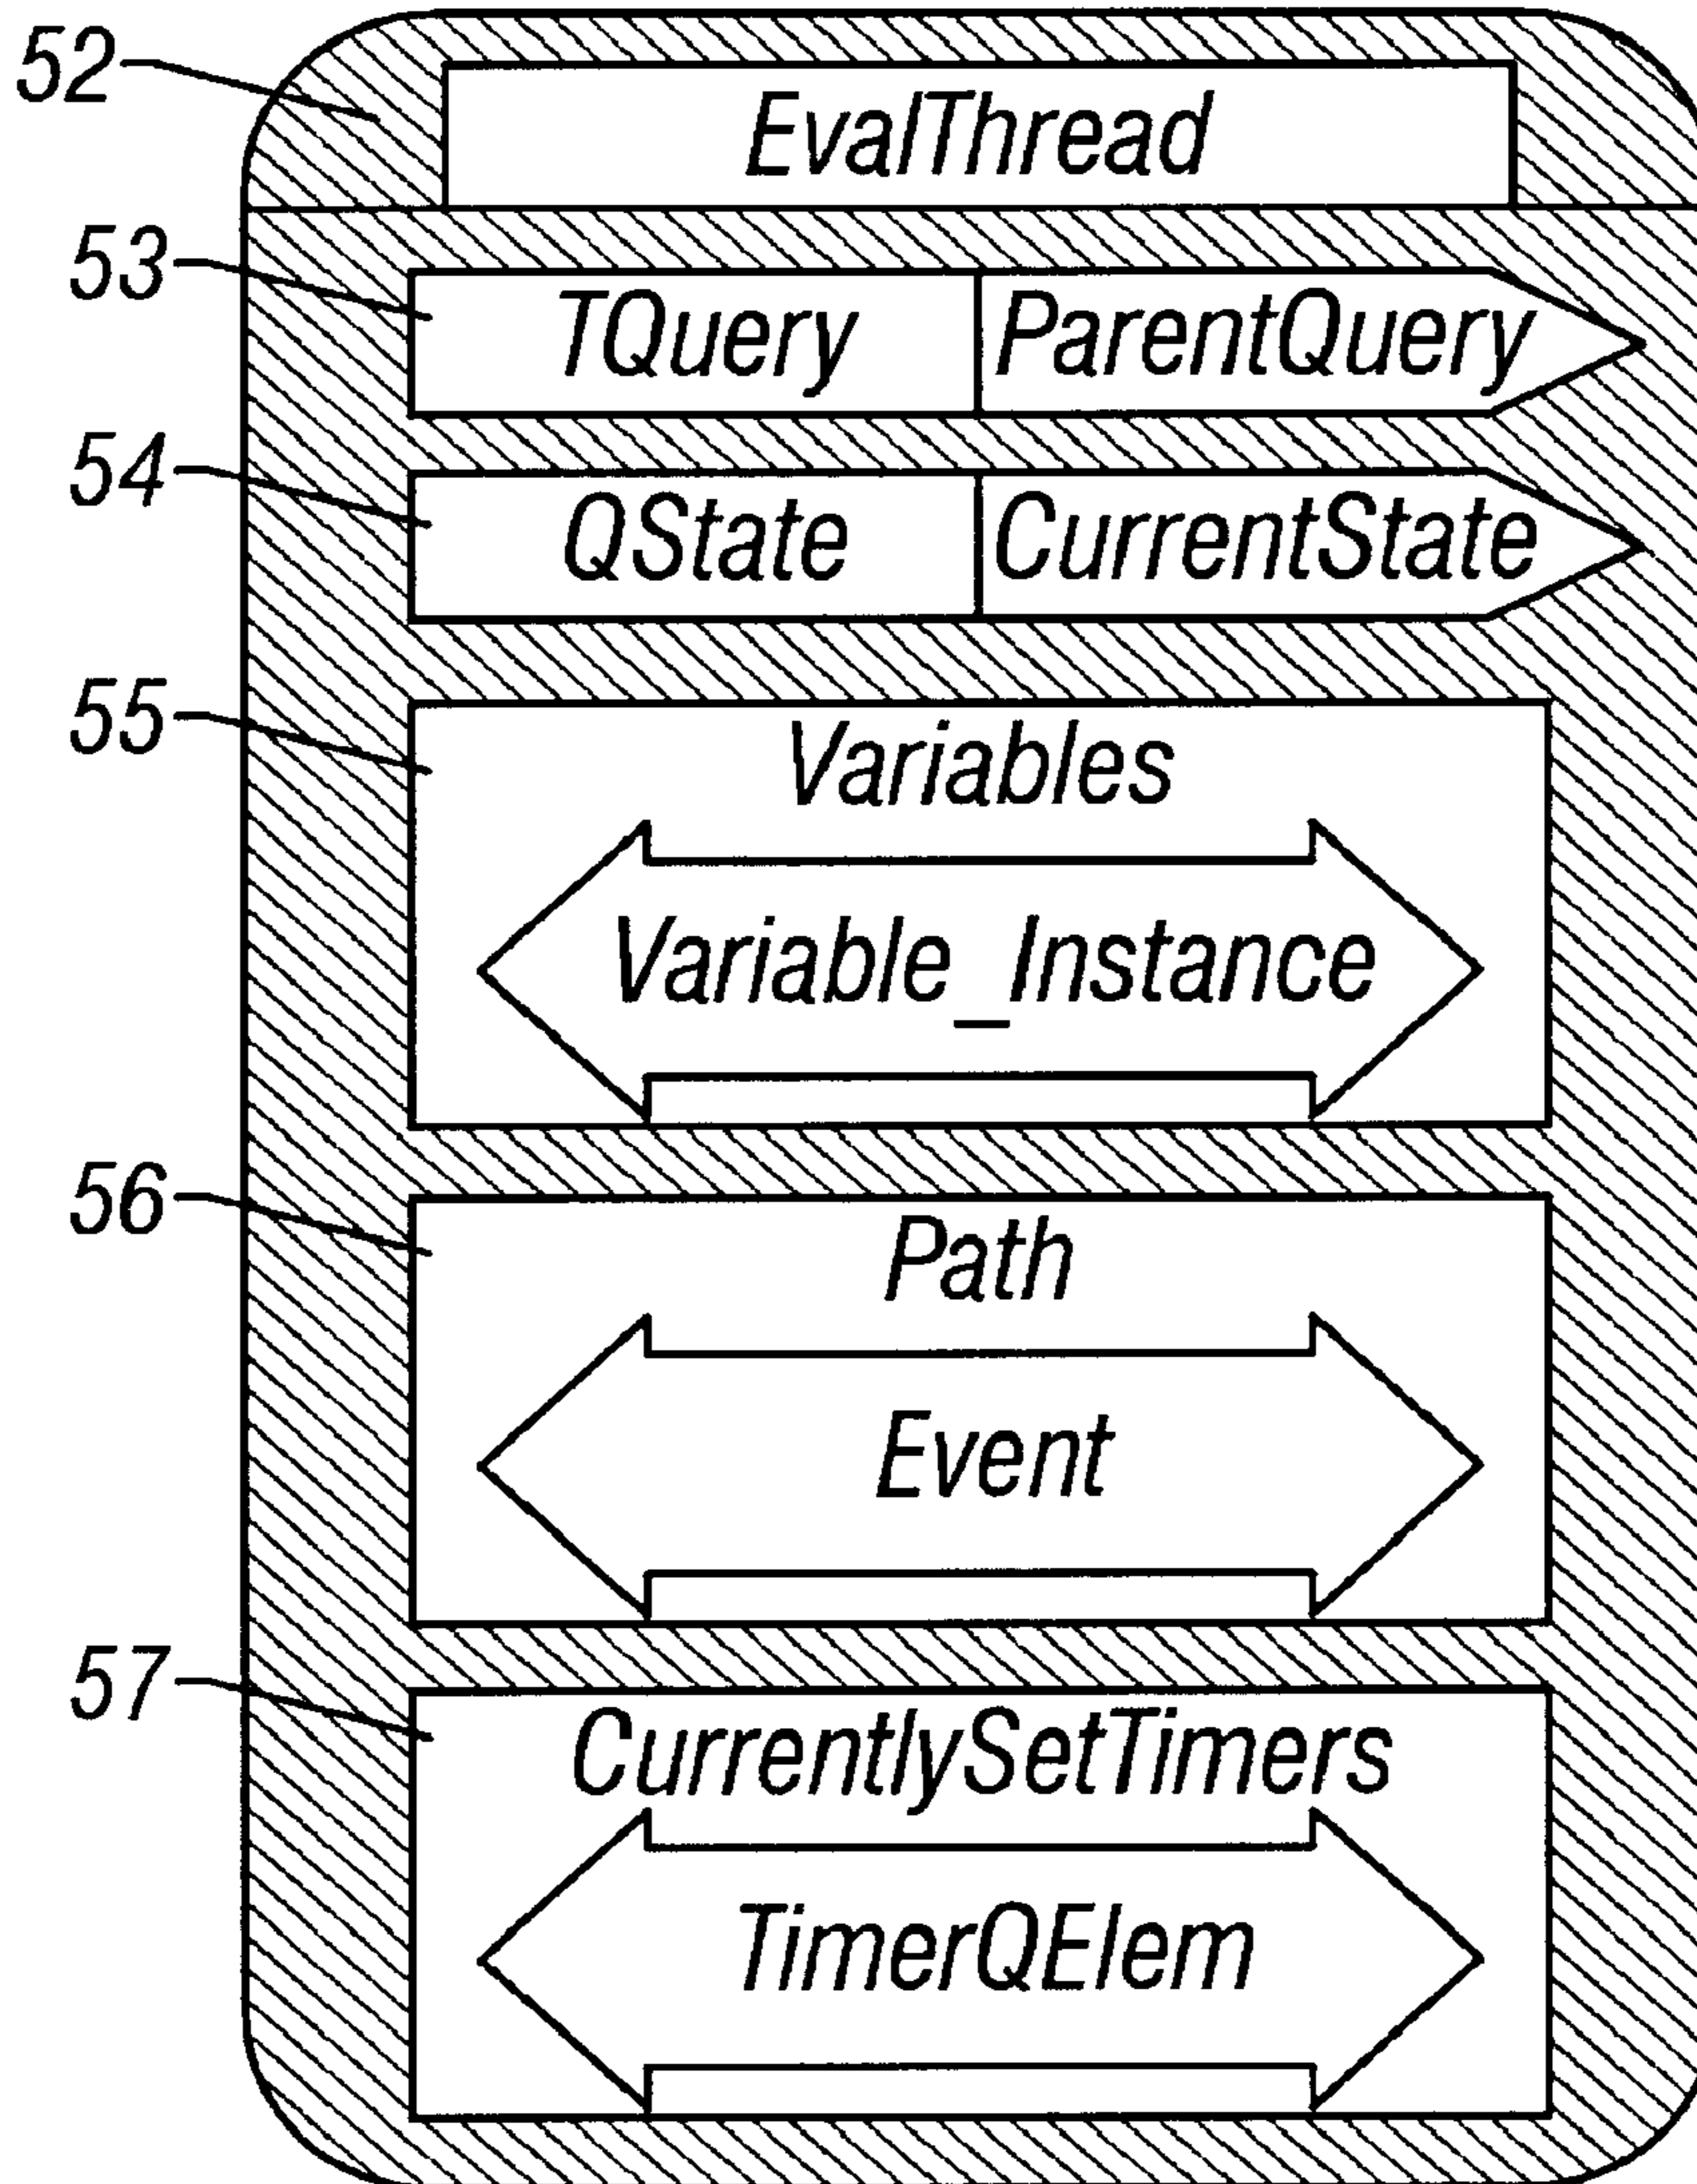 52
EvalThread
53
TQuery ParentQuery
54
QState CurrentState
55
Variables
Variable_Instance
56
Path
Event
57
CurrentlySetTimers
TimerQElem